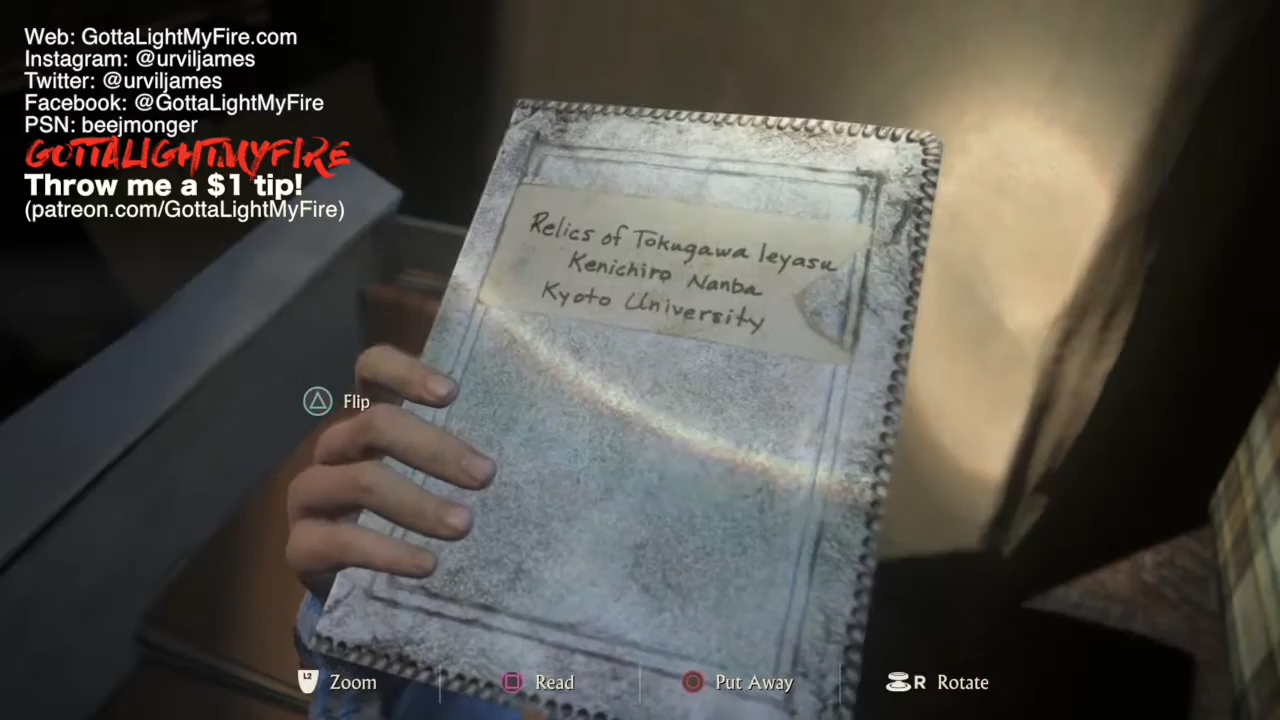 Web: GottaLightMyFire.com
Instagram: @urviljames
Twitter: @urviljames
Facebook: @GottaLightMyFire
PSN: beejmonger
GOTTALIGHTMYFIRE
Throw me a $1 tip!
(patreon.com/GottaLightMyFire)
Relics of Tokugawa Ieyasu
Kenichiro Nanba
Kyoto University
Flip
L2 Zoom
Read
Put Away
R Rotate